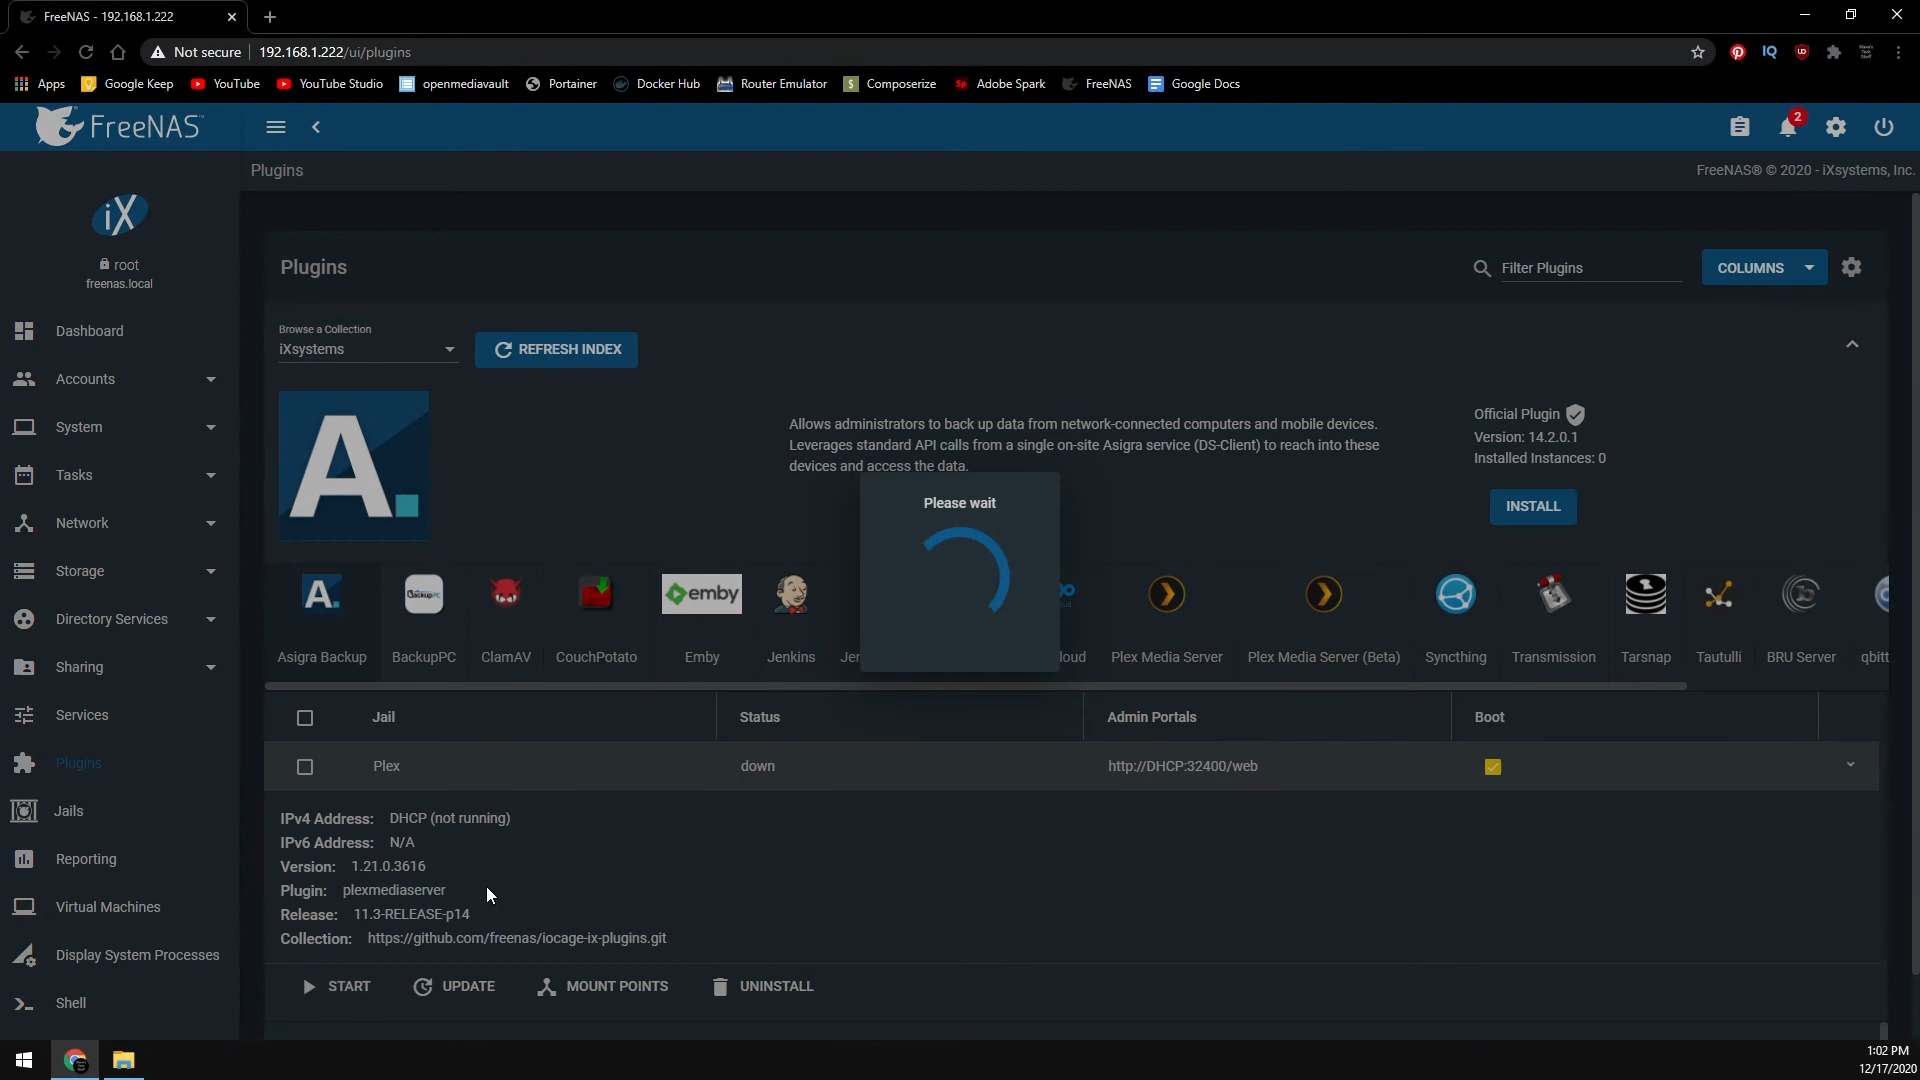 FreeNAS - 192.168.1.222
Not secure
192.168.1.222/ui/plugins
Apps
Google Keep
YouTube
YouTube Studio
openmediavault
Portainer
Docker Hub
Router Emulator
Composerize
Adobe Spark
FreeNAS
Google Docs
FreeNAS
2
Plugins
FreeNAS® © 2020 - iXsystems, Inc.
iX
root
freenas.local
Dashboard
Accounts
System
Tasks
Network
Storage
Directory Services
Sharing
Services
Plugins
Jails
Reporting
Virtual Machines
Display System Processes
Shell
Plugins
Filter Plugins
COLUMNS
Browse a Collection
iXsystems
REFRESH INDEX
A.
Allows administrators to back up data from network-connected computers and mobile devices.
Leverages standard API calls from a single on-site Asigra service (DS-Client) to reach into these
devices and access the data.
Official Plugin
Version: 14.2.0.1
Installed Instances: 0
INSTALL
Please wait
A.
BackupPC
emby
Asigra Backup
BackupPC
ClamAV
CouchPotato
Emby
Jenkins
Jer
loud
Plex Media Server
Plex Media Server (Beta)
Syncthing
Transmission
Tarsnap
Tautulli
BRU Server
qbitt
Jail
Status
Admin Portals
Boot
Plex
down
http://DHCP:32400/web
IPv4 Address: DHCP (not running)
IPv6 Address: N/A
Version: 1.21.0.3616
Plugin: plexmediaserver
Release: 11.3-RELEASE-p14
Collection: https://github.com/freenas/iocage-ix-plugins.git
START
UPDATE
MOUNT POINTS
UNINSTALL
1:02 PM
12/17/2020